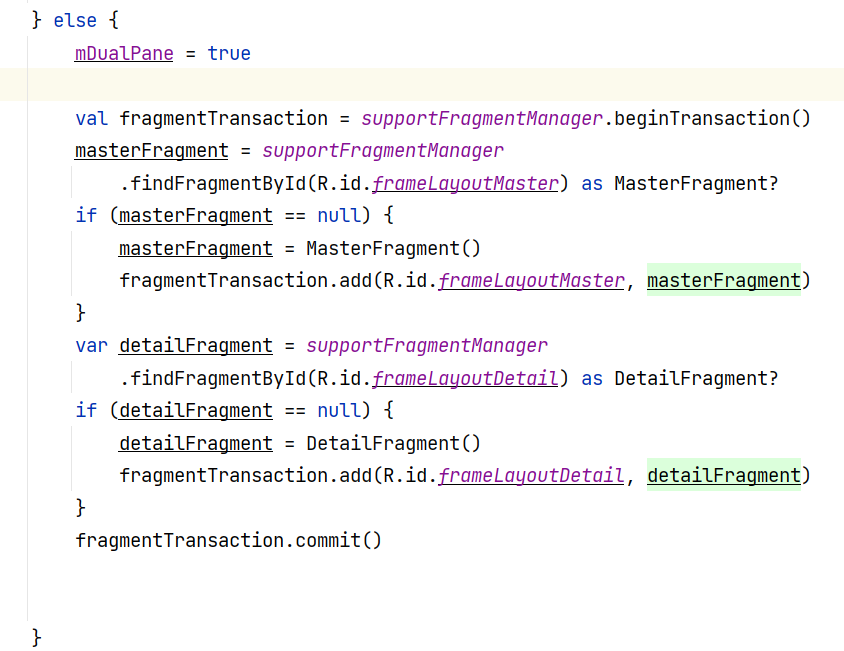 } else {
    mDualPane = true
    val fragmentTransaction = supportFragmentManager.beginTransaction()
    masterFragment = supportFragmentManager
        .findFragmentById(R.id.frameLayoutMaster) as MasterFragment?
    if (masterFragment == null) {
        masterFragment = MasterFragment()
        fragmentTransaction.add(R.id.frameLayoutMaster, masterFragment)
    }
    var detailFragment = supportFragmentManager
        .findFragmentById(R.id.frameLayoutDetail) as DetailFragment?
    if (detailFragment == null) {
        detailFragment = DetailFragment()
        fragmentTransaction.add(R.id.frameLayoutDetail, detailFragment)
    }
    fragmentTransaction.commit()
}